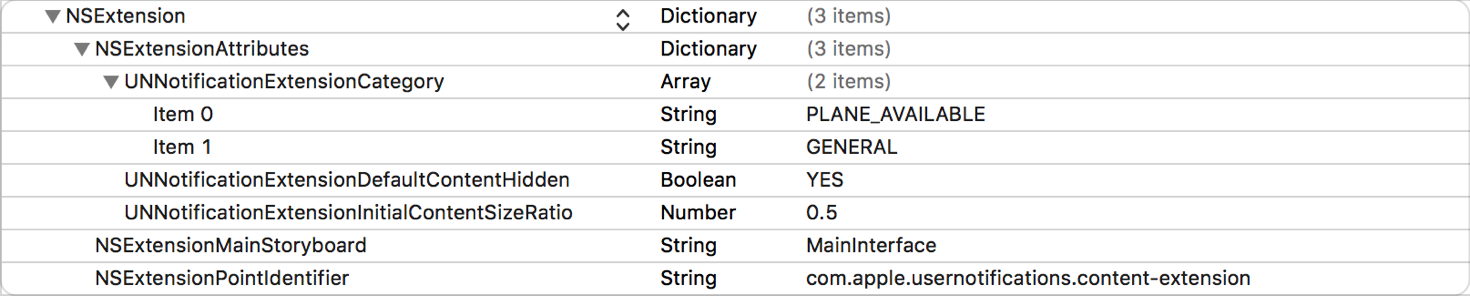 NSExtension Dictionary (3 items)
NSExtensionAttributes Dictionary (3 items)
UNNotificationExtensionCategory Array (2 items)
Item 0 String PLANE_AVAILABLE
Item 1 String GENERAL
UNNotificationExtensionDefaultContentHidden Boolean YES
UNNotificationExtensionInitialContentSizeRatio Number 0.5
NSExtensionMainStoryboard String MainInterface
NSExtensionPointIdentifier String com.apple.usernotifications.content-extension